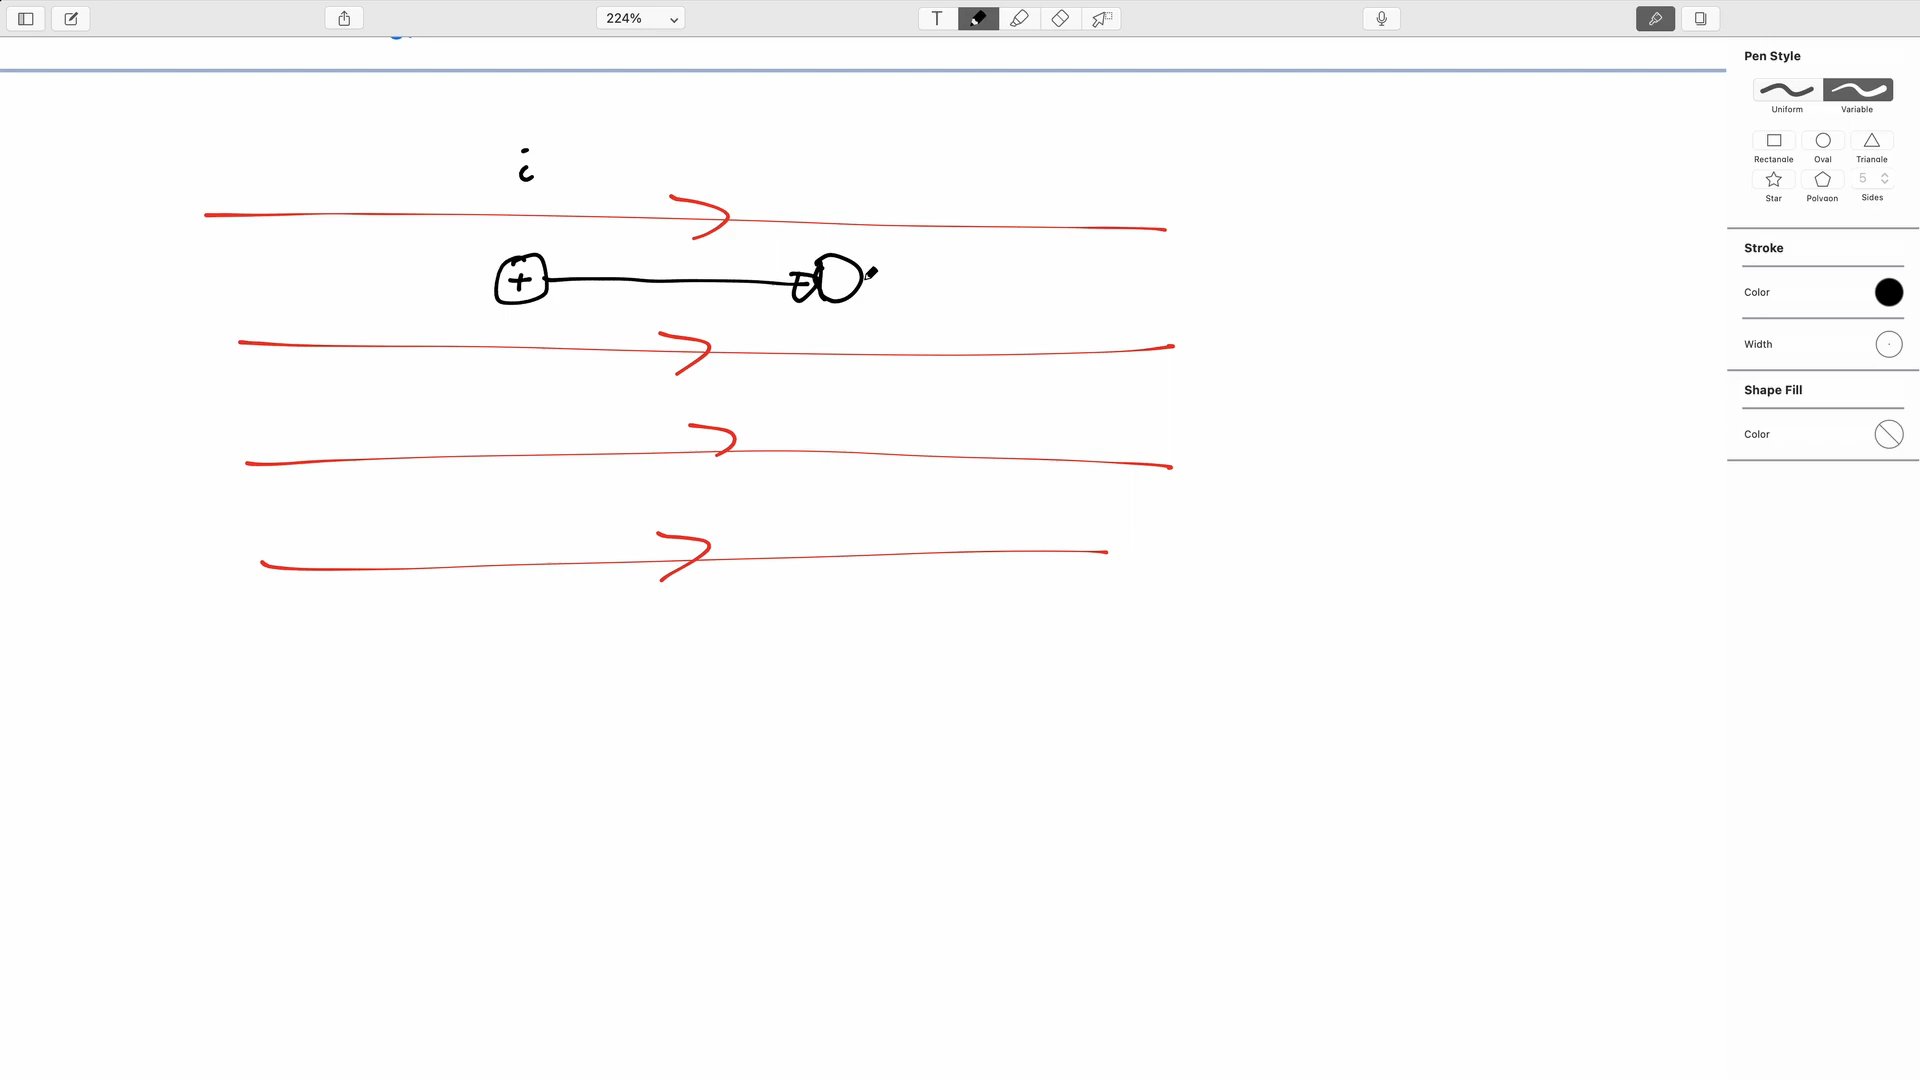 224%
T
Pen Style
Uniform
Variable
Rectangle
Oval
Triangle
5
Star
Polygon
Sides
i
Stroke
+
Color
Width
Shape Fill
Color